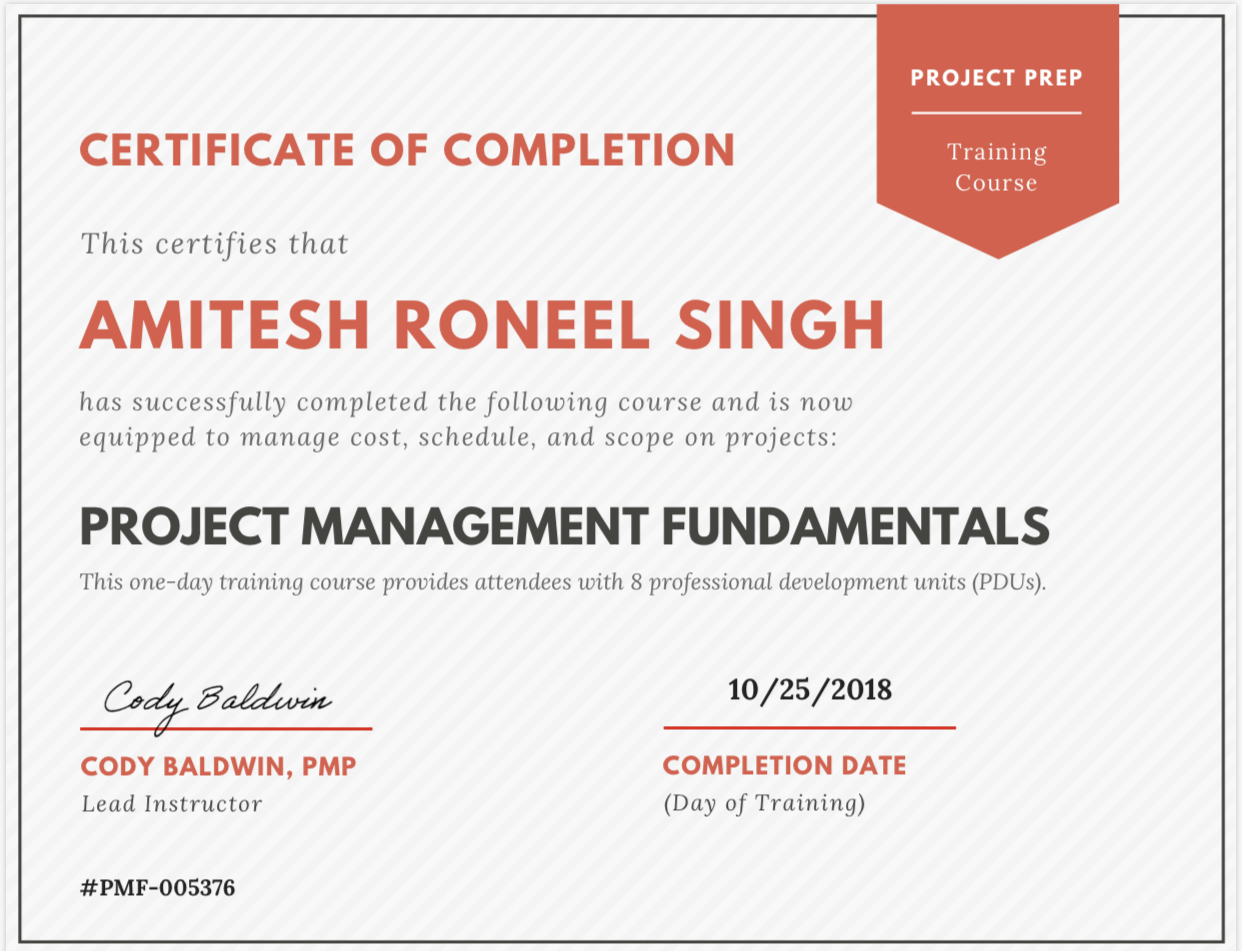 PROJECT PREP
Training
Course
CERTIFICATE OF COMPLETION
This certifies that
AMITESH RONEEL SINGH
has successfully completed the following course and is now
equipped to manage cost, schedule, and scope on projects:
PROJECT MANAGEMENT FUNDAMENTALS
This one-day training course provides attendees with 8 professional development units (PDUs).
Cody Baldwin
CODY BALDWIN, PMP
Lead Instructor
10/25/2018
COMPLETION DATE
(Day of Training)
#PMF-005376